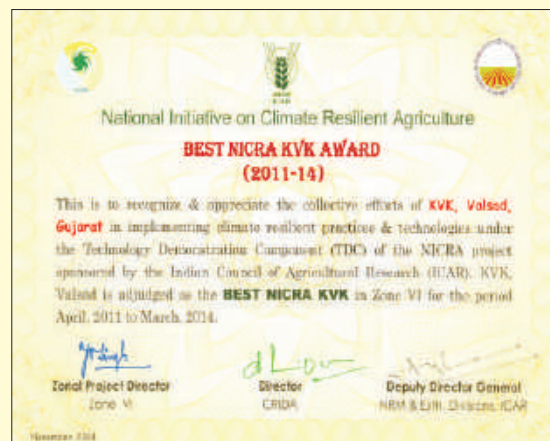 National Initiative on Climate Resilient Agriculture
BEST NICRA KVK AWARD
(2011-14)
This is to recognize & appreciate the collective efforts of KVK, Valsad,
Gujarat in implementing climate resilient practices & technologies under
the Technology Demonstration Component (TDC) of the NICRA project
sponsored by the Indian Council of Agricultural Research (ICAR). KVK,
Valsad is adjudged as the BEST NICRA KVK in Zone VI for the period
April, 2011 to March, 2014.
Zonal Project Director
Director
Deputy Director General
Zone VI
CRIDA
NRM & Extn. Divisions, ICAR